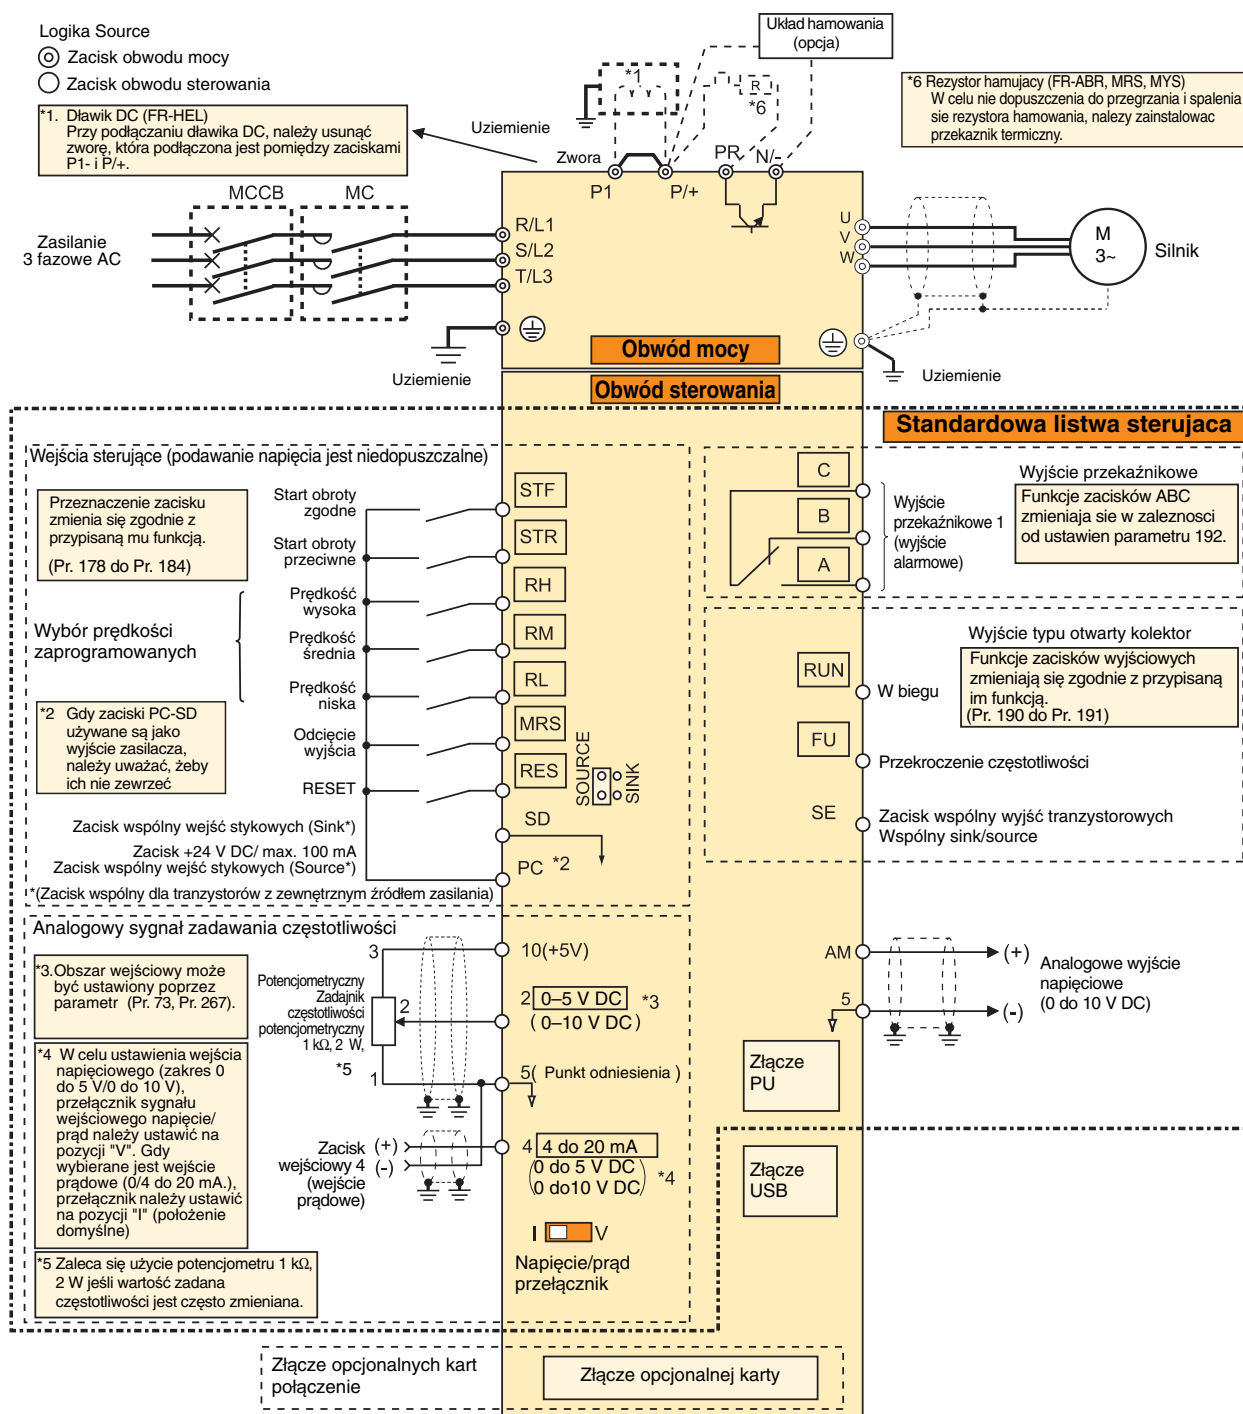 Logika Source
Zacisk obwodu mocy
Zacisk obwodu sterowania
*1. Dławik DC (FR-HEL)
Przy podłączaniu dławika DC, należy usunąć
zworę, która podłączona jest pomiędzy zaciskami
P1- i P/+.
Uziemienie
*1
Układ hamowania
(opcja)
R
*6
*6 Rezystor hamujacy (FR-ABR, MRS, MYS)
W celu nie dopuszczenia do przegrzania i spalenia
sie rezystora hamowania, nalezy zainstalowac
przekaznik termiczny.
Zwora
P1
P/+
PR
N/-
MCCB
MC
Zasilanie
3 fazowe AC
R/L1
S/L2
T/L3
U
V
W
M
3~
Silnik
Uziemienie
Uziemienie
Obwód mocy
Obwód sterowania
Standardowa listwa sterujaca
Wejścia sterujące (podawanie napięcia jest niedopuszczalne)
Przeznaczenie zacisku
zmienia się zgodnie z
przypisaną mu funkcją.
(Pr. 178 do Pr. 184)
Start obroty
zgodne
STF
Start obroty
przeciwne
STR
Prędkość
wysoka
RH
Wybór prędkości
zaprogramowanych
Prędkość
średnia
RM
Prędkość
niska
RL
*2 Gdy zaciski PC-SD
używane są jako
wyjście zasilacza,
należy uważać, żeby
ich nie zewrzeć
Odcięcie
wyjścia
MRS
RESET
RES
SOURCE
SINK
Zacisk wspólny wejść stykowych (Sink*)
SD
Zacisk +24 V DC/ max. 100 mA
Zacisk wspólny wejść stykowych (Source*)
PC *2
*(Zacisk wspólny dla tranzystorów z zewnętrznym źródłem zasilania)
C
B
A
Wyjście
przekaźnikowe 1
(wyjście
alarmowe)
Wyjście przekaźnikowe
Funkcje zacisków ABC
zmieniaja sie w zaleznosci
od ustawien parametru 192.
Wyjście typu otwarty kolektor
Funkcje zacisków wyjściowych
zmieniają się zgodnie z przypisaną
im funkcją.
(Pr. 190 do Pr. 191)
RUN
W biegu
FU
Przekroczenie częstotliwości
SE
Zacisk wspólny wyjść tranzystorowych
Wspólny sink/source
Analogowy sygnał zadawania częstotliwości
*3.Obszar wejściowy może
być ustawiony poprzez
parametr (Pr. 73, Pr. 267).
*4 W celu ustawienia wejścia
napięciowego (zakres 0
do 5 V/0 do 10 V),
przełącznik sygnału
wejściowego napięcie/
prąd należy ustawić na
pozycji "V". Gdy
wybierane jest wejście
prądowe (0/4 do 20 mA.),
przełącznik należy ustawić
na pozycji "I" (położenie
domyślne)
*5 Zaleca się użycie potencjometru 1 kΩ,
2 W jeśli wartość zadana
częstotliwości jest często zmieniana.
Potencjometryczny
Zadajnik
częstotliwości
potencjometryczny
1 kΩ, 2 W,
*5
3
2
1
10(+5V)
2 0–5 V DC *3
( 0–10 V DC )
5( Punkt odniesienia )
Zacisk
wejściowy 4
(wejście
prądowe)
(+)
(-)
4 4 do 20 mA
0 do 5 V DC
0 do10 V DC
*4
I V
Napięcie/prąd
przełącznik
AM
(+)
5
(-)
Analogowe wyjście
napięciowe
(0 do 10 V DC)
Złącze
PU
Złącze
USB
Złącze opcjonalnych kart
połączenie
Złącze opcjonalnej karty